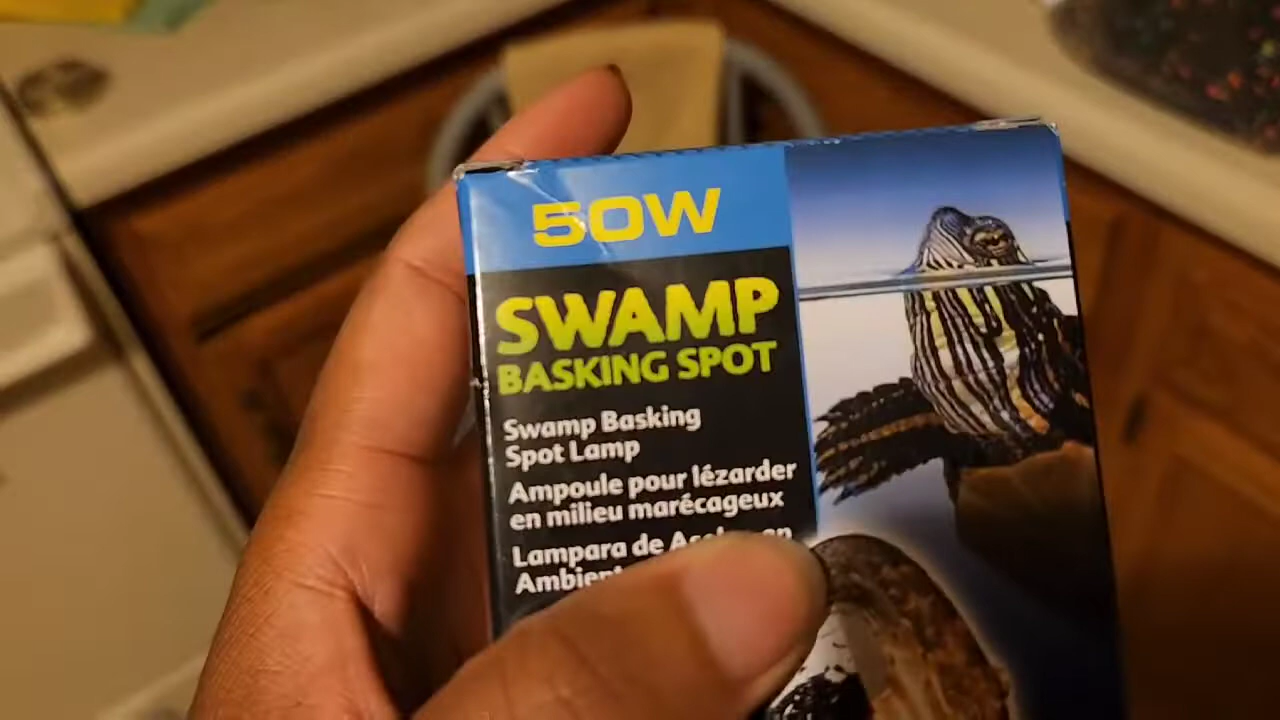 50W
SWAMP
BASKING SPOT
Swamp Basking
Spot Lamp
Ampoule pour lézarder
en milieu marécageux
Lampara de